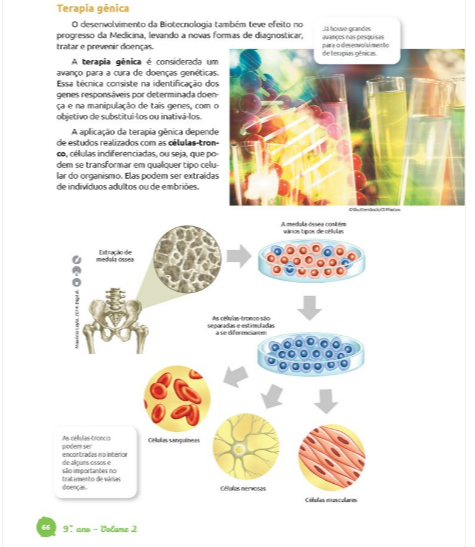 Terapia gênica
O desenvolvimento da Biotecnologia também teve efeito no
progresso da Medicina, levando a novas formas de diagnosticar,
tratar e prevenir doenças.
A terapia gênica é considerada um
avanço para a cura de doenças genéticas.
Essa técnica consiste na identificação dos
genes responsáveis por determinada doen-
ça e na manipulação de tais genes, com o
objetivo de substituí-los ou inativá-los.
A aplicação da terapia gênica depende
de estudos realizados com as células-tron-
co, células indiferenciadas, ou seja, que po-
dem se transformar em qualquer tipo celu-
lar do organismo. Elas podem ser extraídas
de indivíduos adultos ou de embriões.
Já houve grandes
avanços nas pesquisas
para o desenvolvimento
de terapias gênicas.
A medula óssea contém
vários tipos de células
Extração de
medula óssea
As células-tronco são
separadas e estimuladas
a se diferenciarem
Células sanguíneas
Células nervosas
Células musculares
As células-tronco
podem ser
encontradas no interior
de alguns ossos e
são importantes no
tratamento de várias
doenças.
66 9º. ano – Volume 2